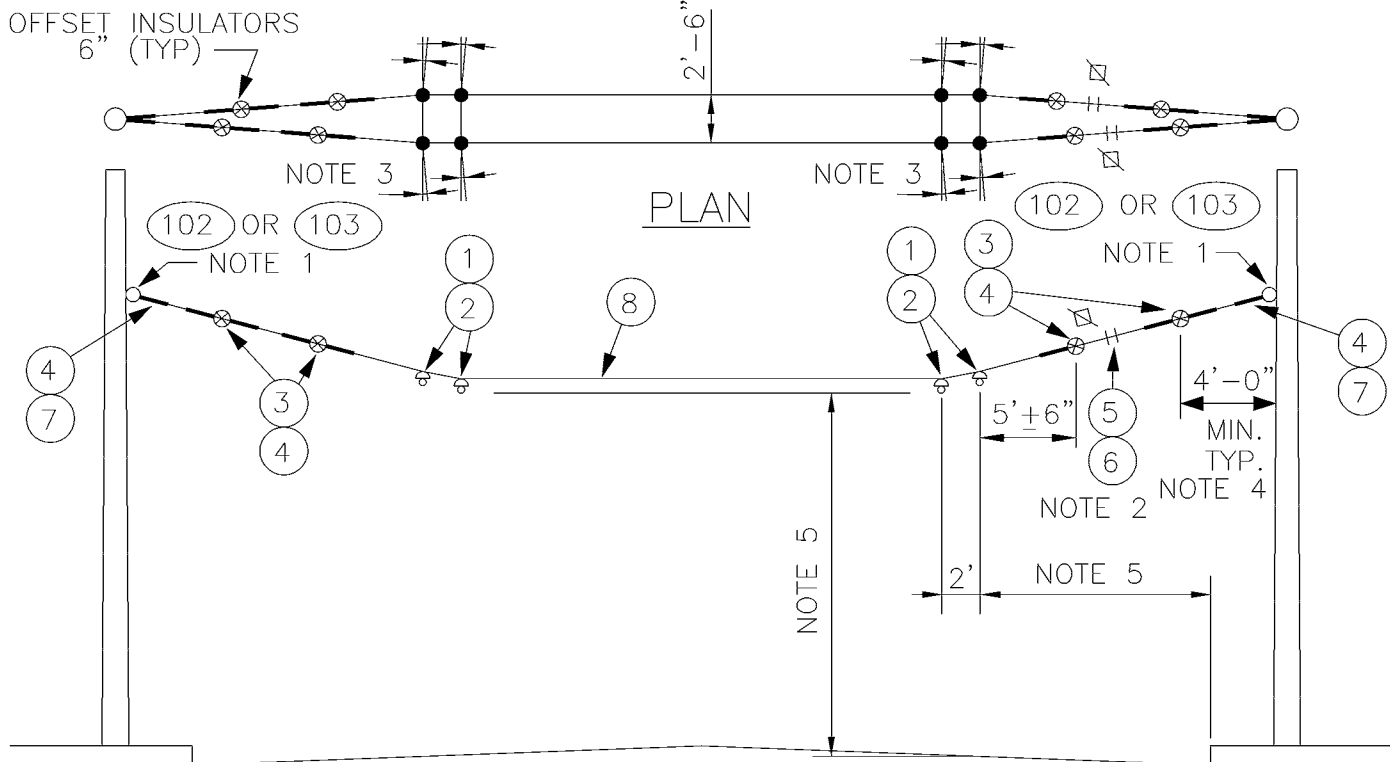 OFFSET INSULATORS
6" (TYP)
2'-6"
NOTE 3
NOTE 3
PLAN
102 OR 103
NOTE 1
102 OR 103
NOTE 1
1
2
8
1
2
3
4
4
7
3
4
4
7
5'±6"
5
6
4'-0"
MIN.
TYP.
NOTE 4
NOTE 2
NOTE 5
2'
NOTE 5